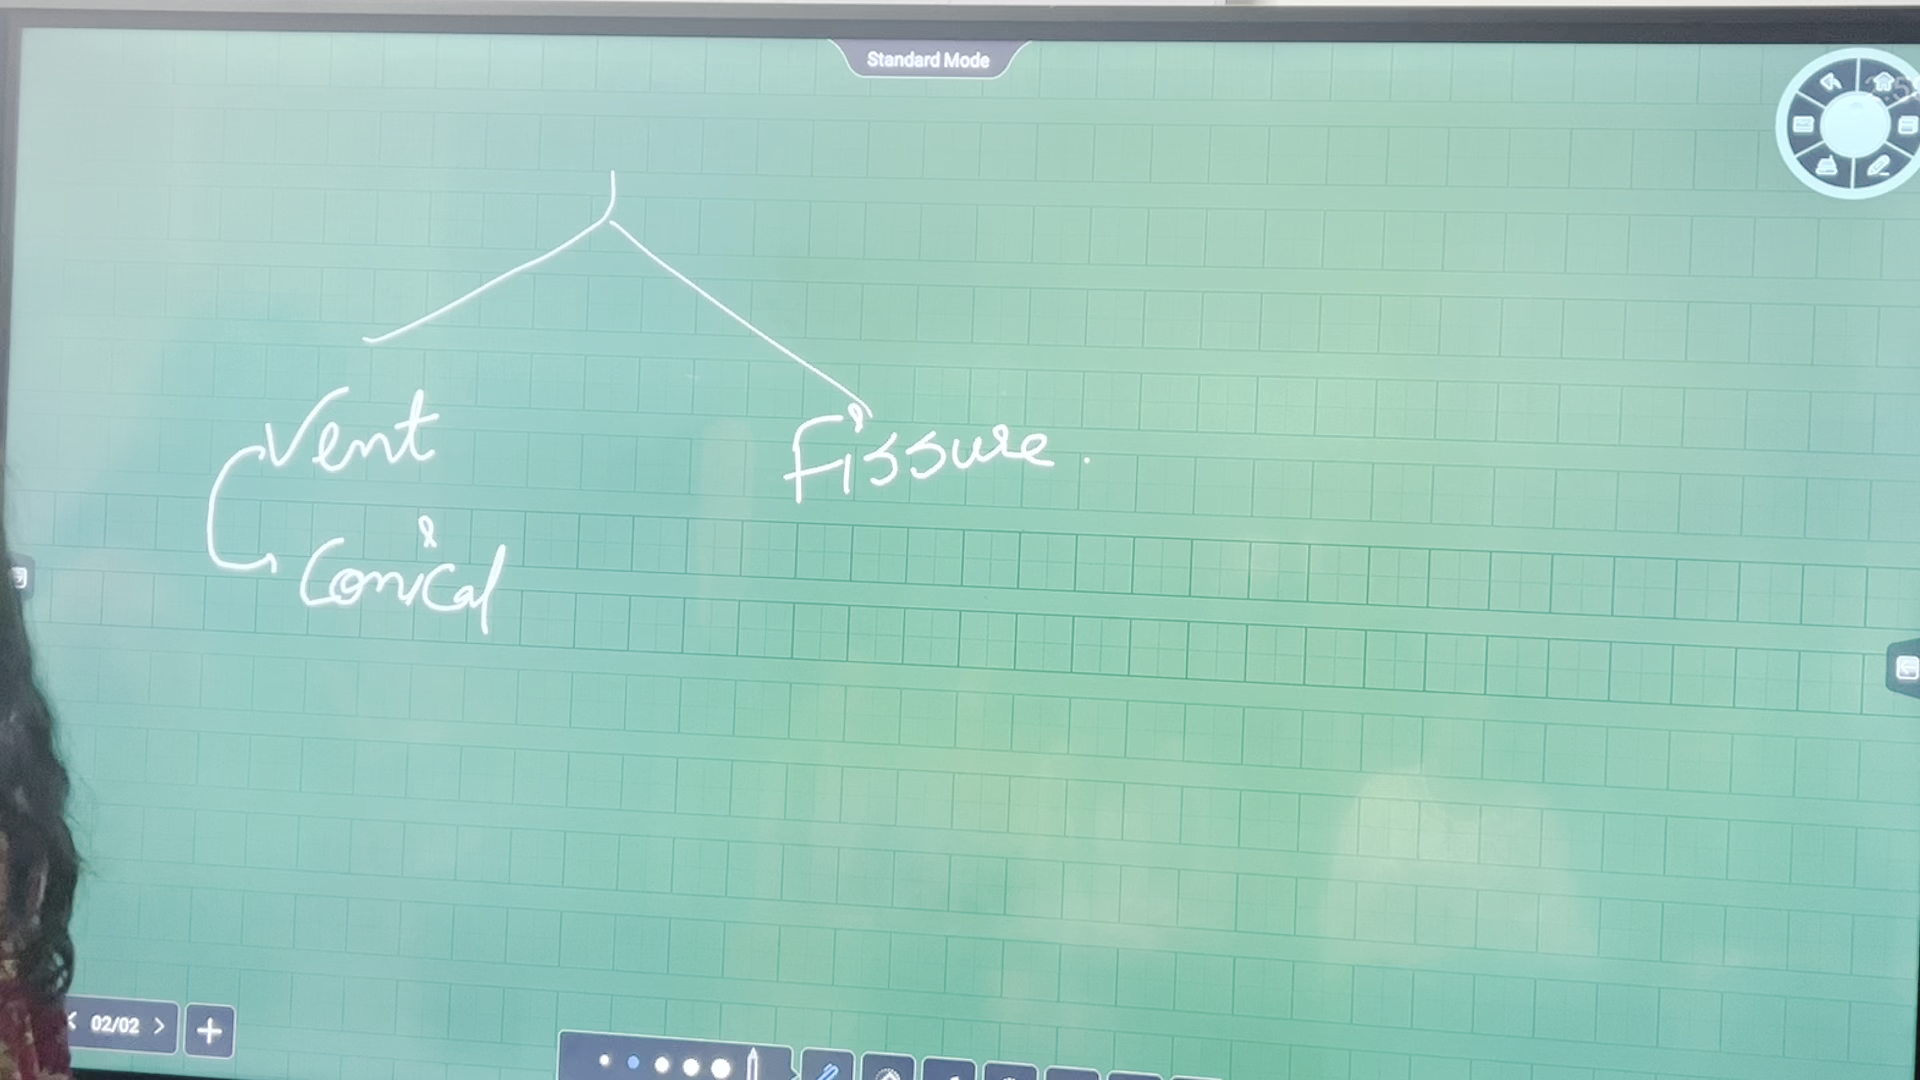 Standard Mode
Vent
Fissure.
Conical
02/02